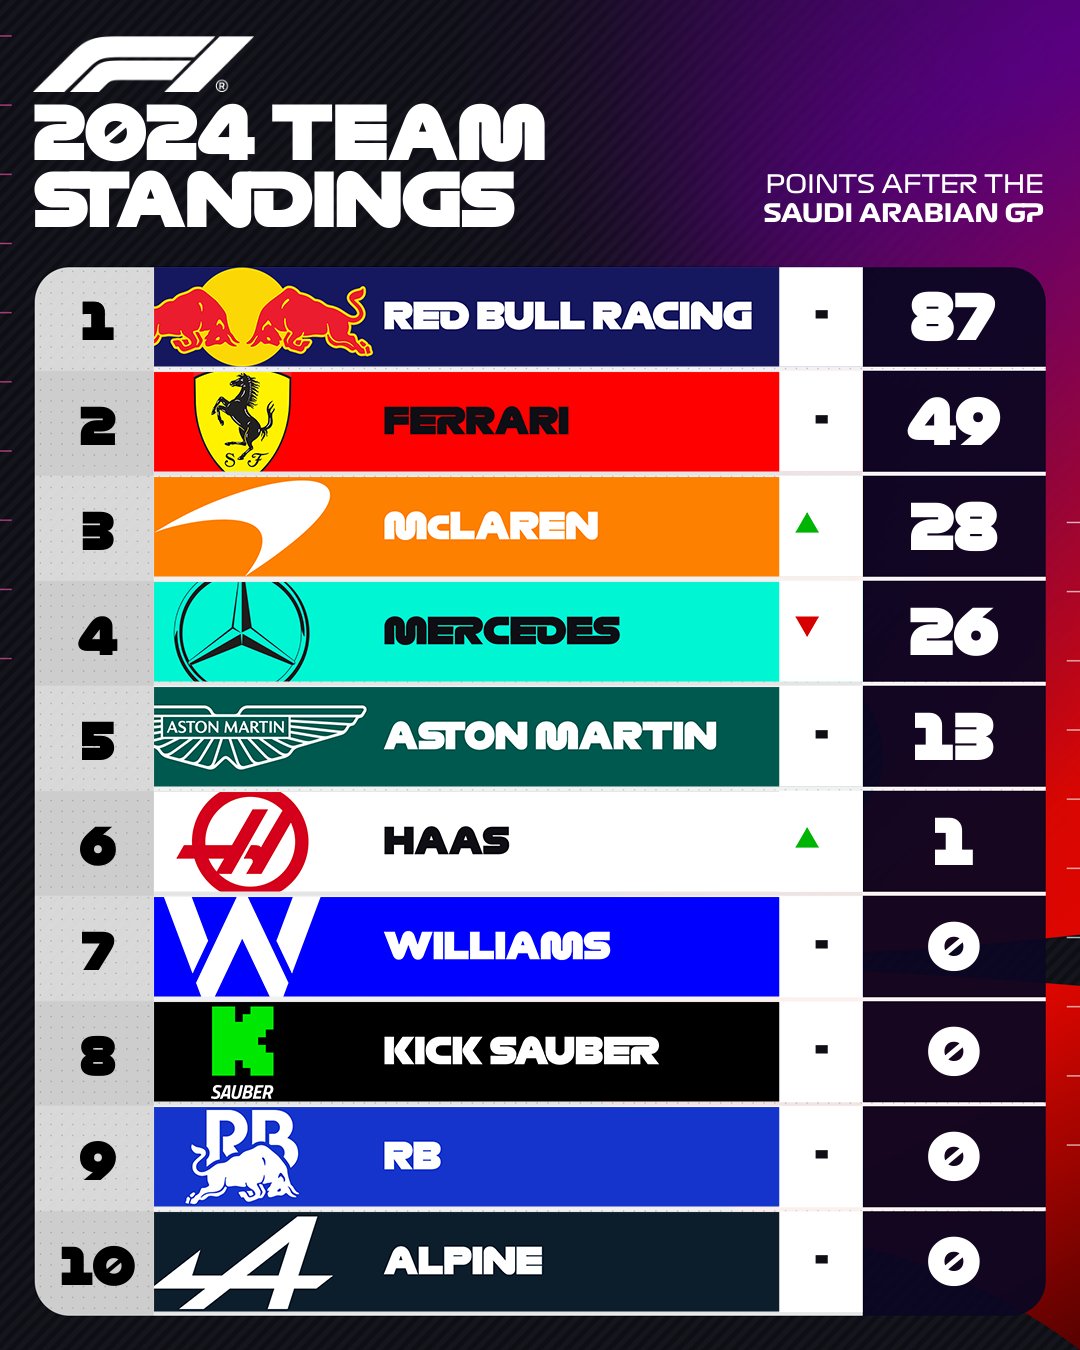 F1®
2024 TEAM
STANDINGS
POINTS AFTER THE
SAUDI ARABIAN GP
1 RED BULL RACING - 87
2 S F FERRARI - 49
3 McLAREN ▲ 28
4 MERCEDES ▼ 26
5 ASTON MARTIN ASTON MARTIN - 13
6 H HAAS ▲ 1
7 W WILLIAMS - 0
8 K SAUBER KICK SAUBER - 0
9 RB RB - 0
10 A ALPINE - 0